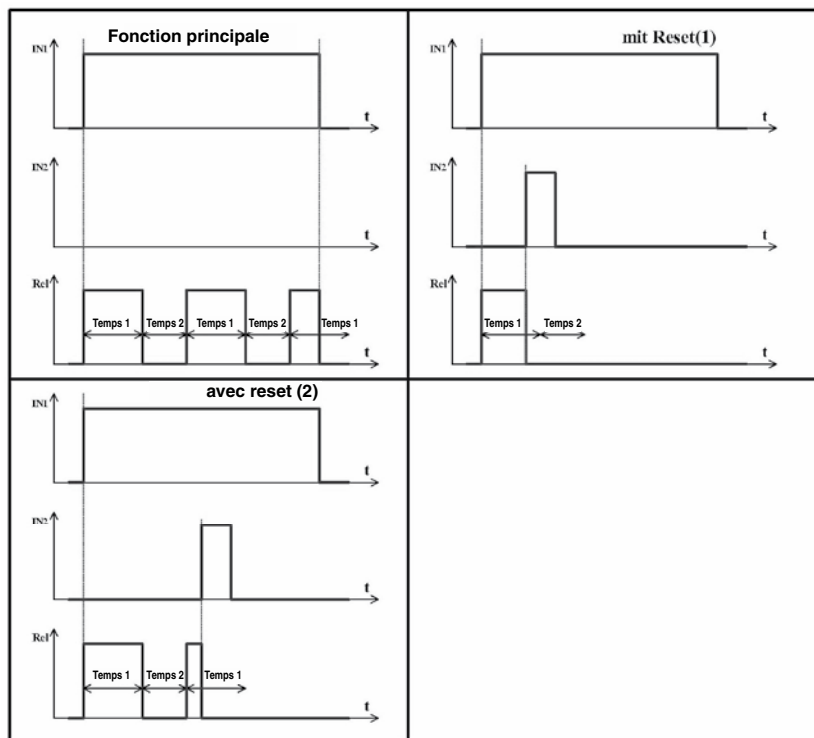 Fonction principale
IN1
t
IN2
t
Rel
Temps 1 Temps 2 Temps 1 Temps 2 Temps 1
t
mit Reset(1)
IN1
t
IN2
t
Rel
Temps 1 Temps 2
t
avec reset (2)
IN1
t
IN2
t
Rel
Temps 1 Temps 2 Temps 1
t